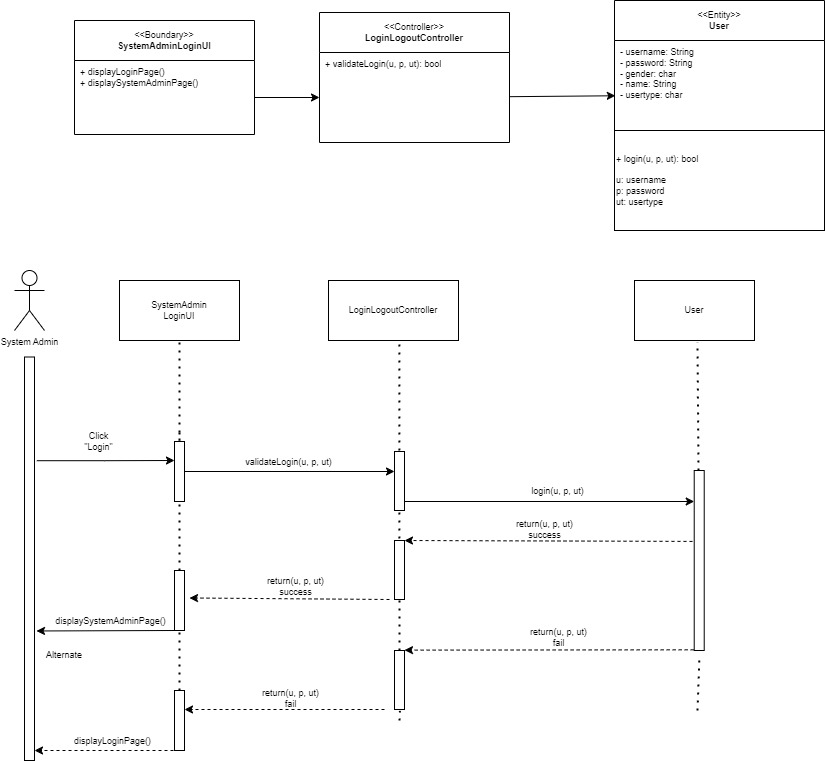 <<Boundary>>
SystemAdminLoginUI
+ displayLoginPage()
+ displaySystemAdminPage()
<<Controller>>
LoginLogoutController
+ validateLogin(u, p, ut): bool
<<Entity>>
User
- username: String
- password: String
- gender: char
- name: String
- usertype: char
+ login(u, p, ut): bool
u: username
p: password
ut: usertype
System Admin
SystemAdmin
LoginUI
LoginLogoutController
User
Click
"Login"
validateLogin(u, p, ut)
login(u, p, ut)
return(u, p, ut)
success
return(u, p, ut)
success
displaySystemAdminPage()
return(u, p, ut)
fail
Alternate
return(u, p, ut)
fail
displayLoginPage()